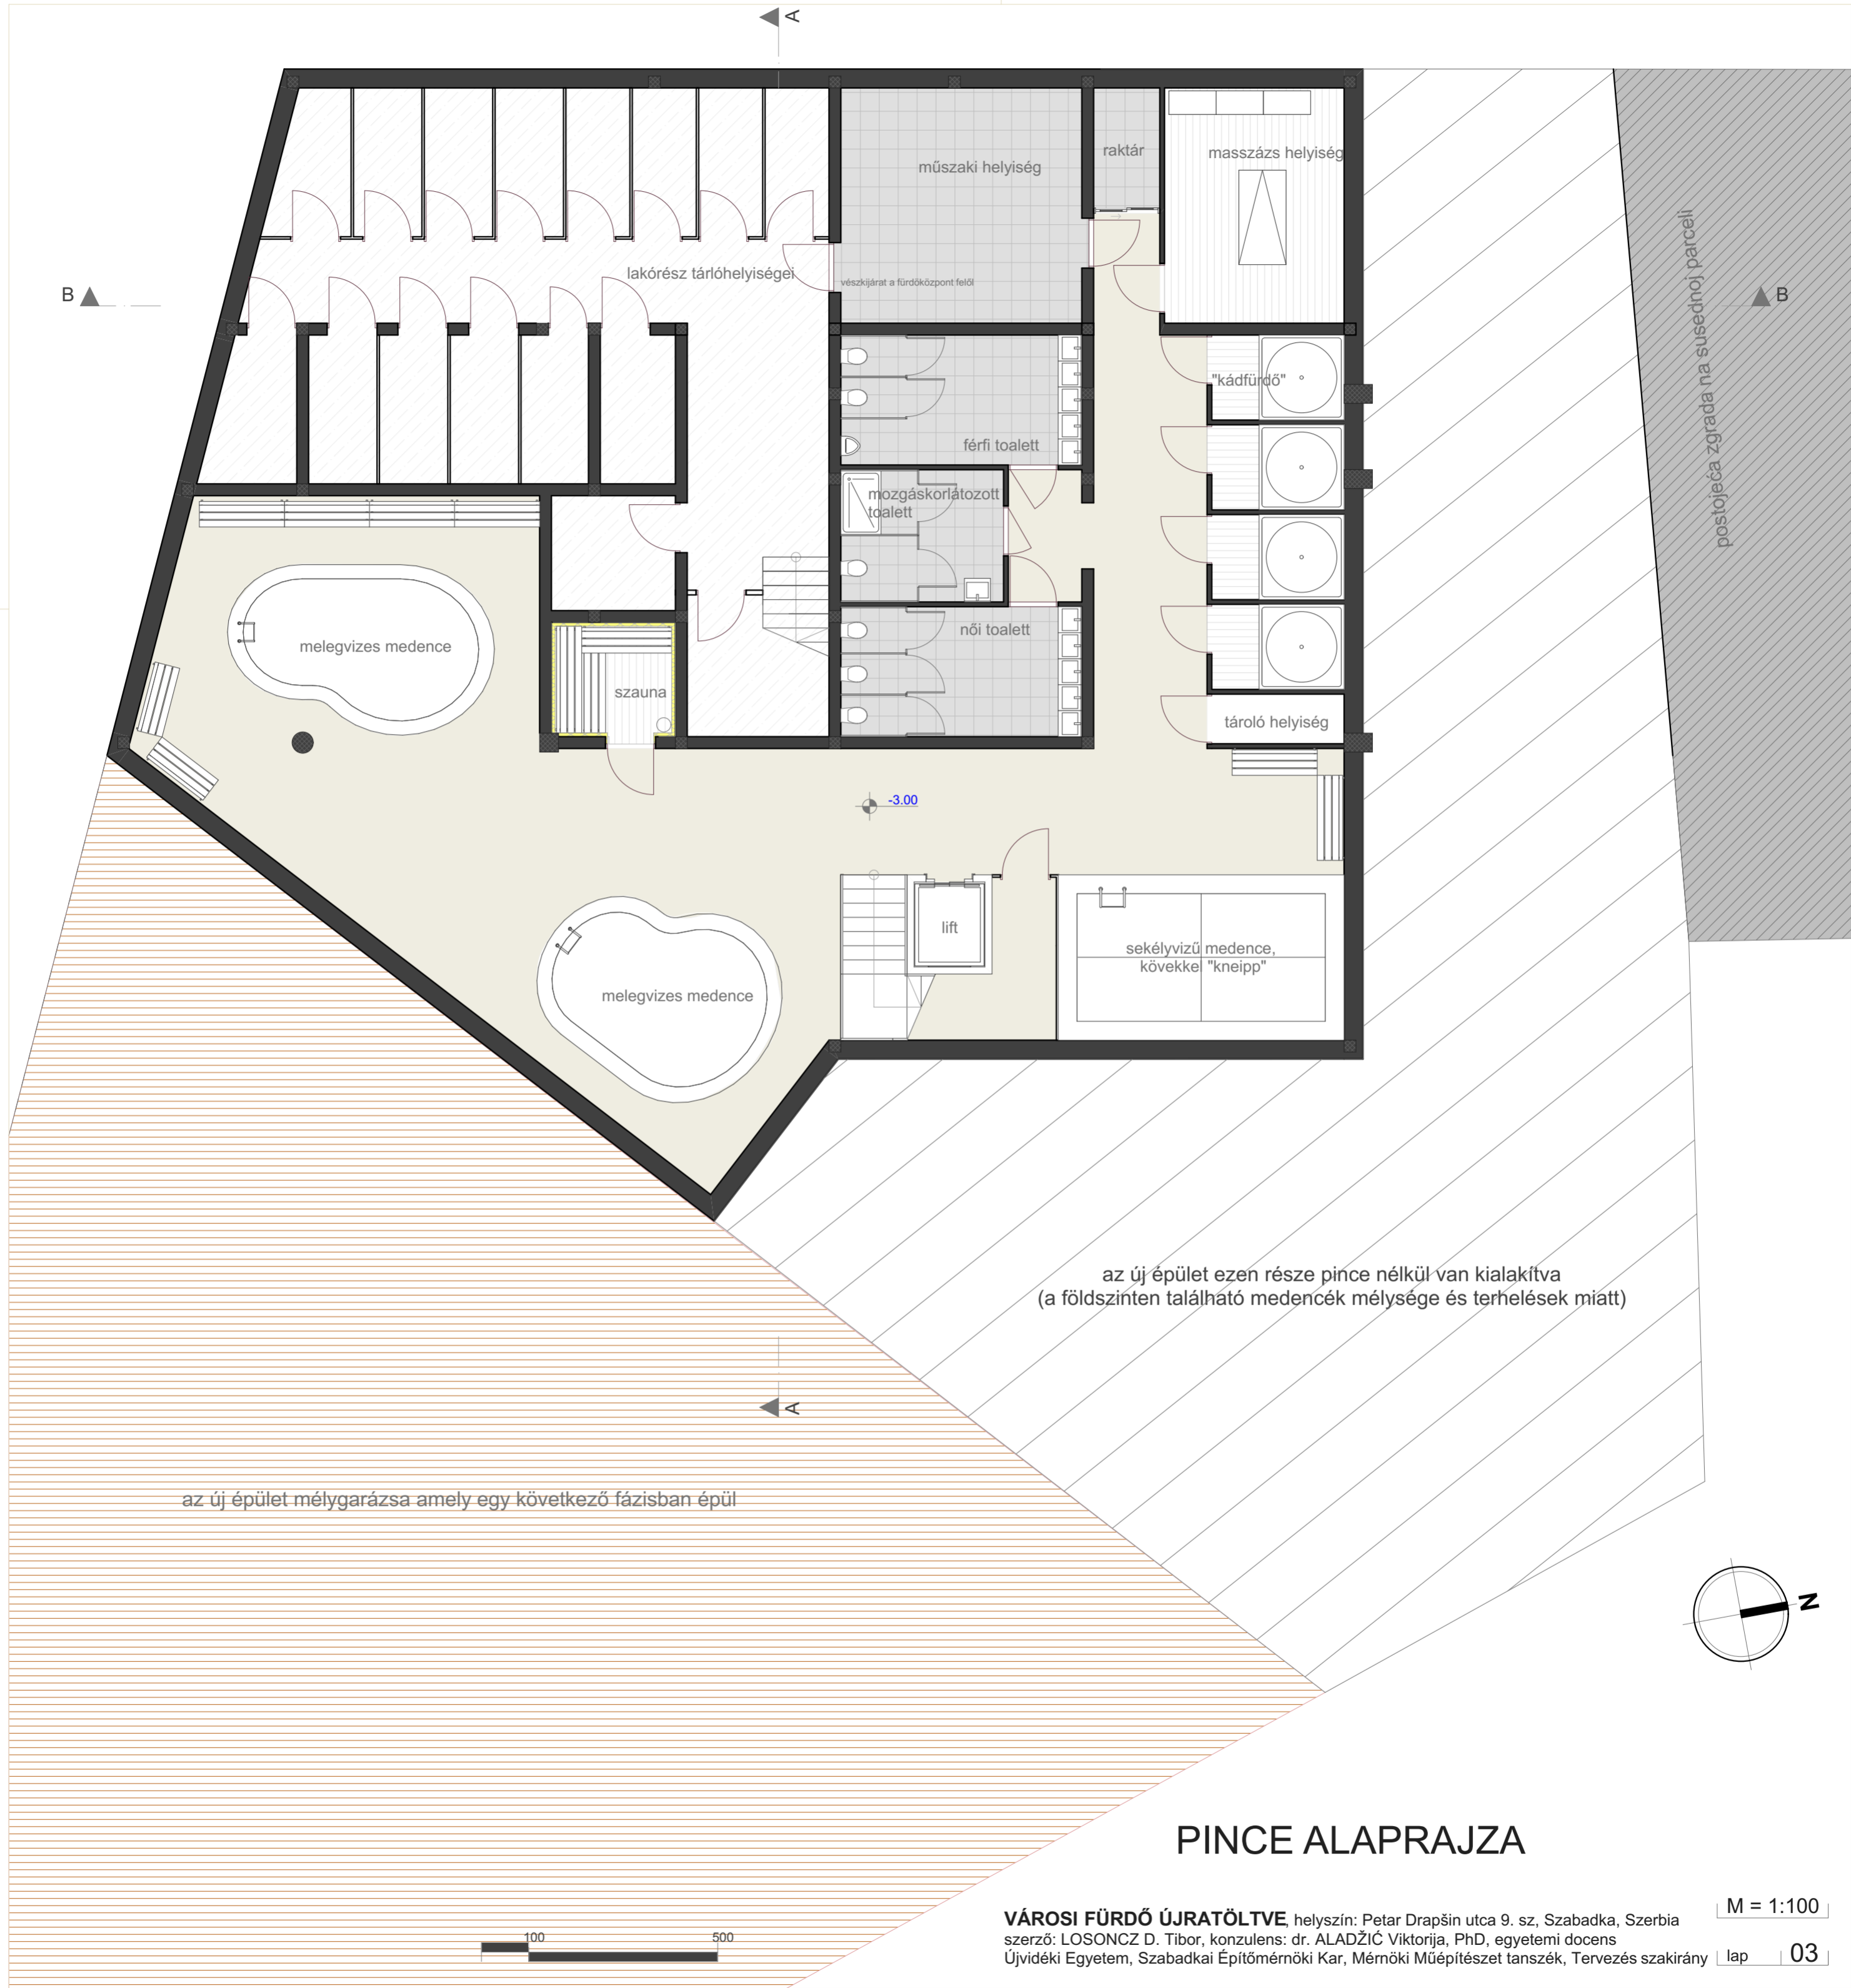 A
műszaki helyiség
raktár
masszázs helyiség
lakórész tárlóhelyiségei
vészkijárat a fürdőközpont felől
B
B
postojeća zgrada na susednoj parceli
"kádfürdő"
férfi toalett
mozgáskorlátozott
toalett
női toalett
melegvizes medence
szauna
tároló helyiség
-3.00
lift
sekélyvizű medence,
kövekkel "kneipp"
melegvizes medence
az új épület ezen része pince nélkül van kialakítva
(a földszinten található medencék mélysége és terhelések miatt)
A
az új épület mélygarázsa amely egy következő fázisban épül
N
PINCE ALAPRAJZA
M = 1:100
VÁROSI FÜRDŐ ÚJRATÖLTVE, helyszín: Petar Drapšin utca 9. sz, Szabadka, Szerbia
szerző: LOSONCZ D. Tibor, konzulens: dr. ALADŽIĆ Viktorija, PhD, egyetemi docens
Újvidéki Egyetem, Szabadkai Építőmérnöki Kar, Mérnöki Műépítészet tanszék, Tervezés szakirány
lap 03
100 500